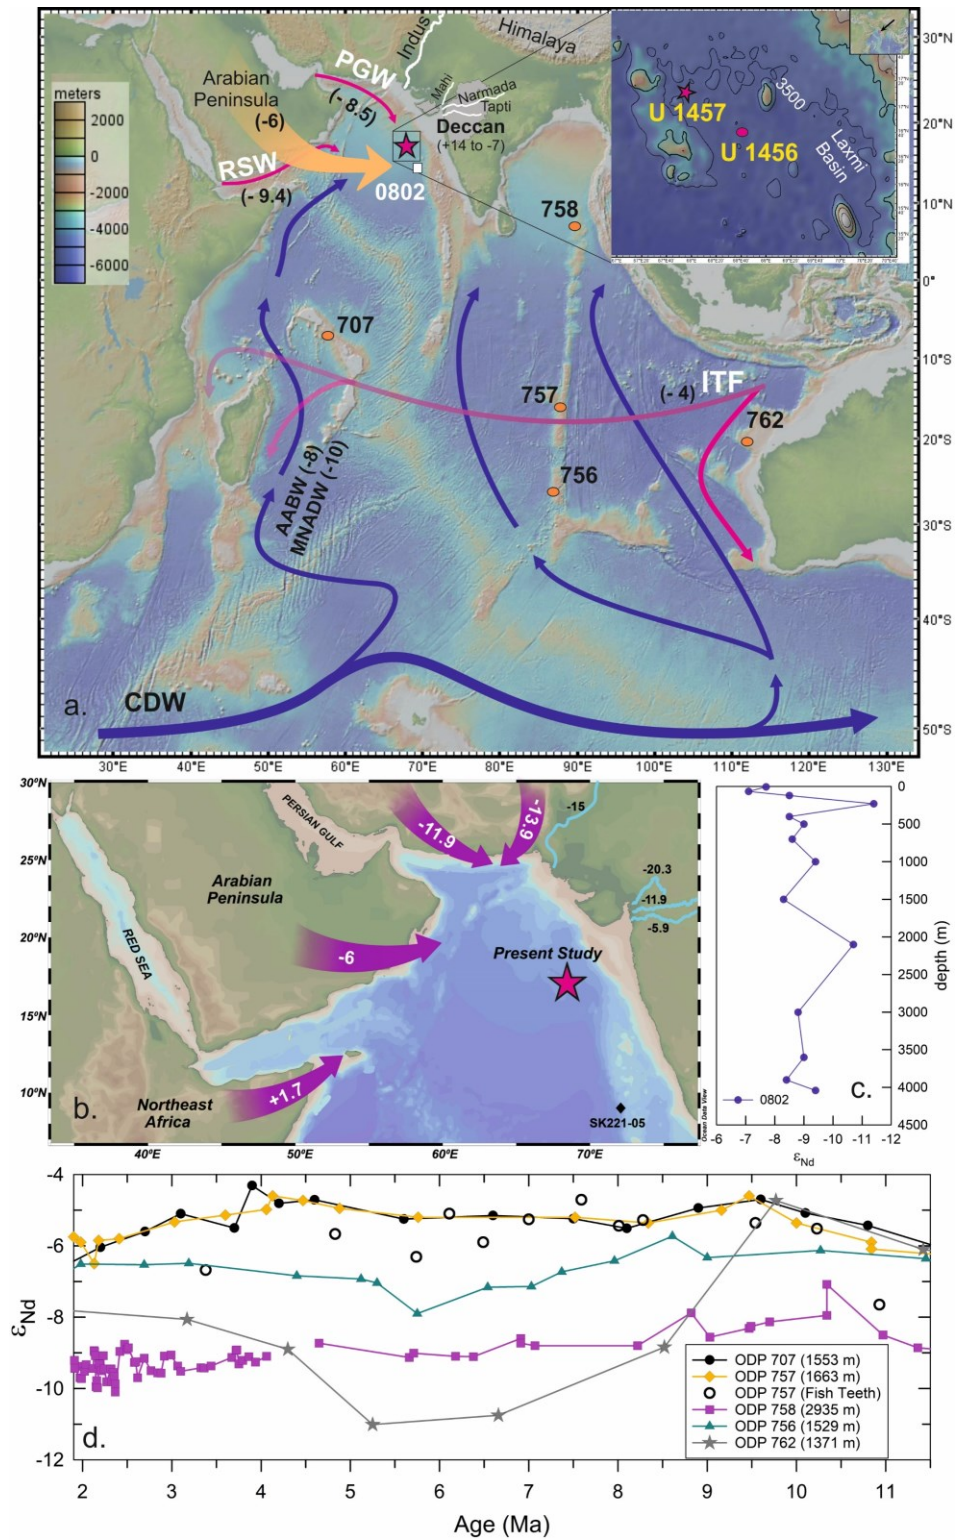 meters
2000
0
-2000
-4000
-6000
Arabian
Peninsula
(-6)
PGW
(- 8.5)
RSW
(- 9.4)
Indus
Himalaya
Mahi
Narmada
Tapti
Deccan
(+14 to -7)
0802
U 1457
U 1456
3500
Laxmi
Basin
758
707
757
756
762
ITF
(- 4)
AABW (-8)
MNADW (-10)
CDW
a.
30°N
20°N
10°N
0°
10°S
20°S
30°S
40°S
50°S
20°E
30°E
40°E
50°E
60°E
70°E
80°E
90°E
100°E
110°E
120°E
130°E
30°N
25°N
20°N
15°N
10°N
40°E
50°E
60°E
70°E
PERSIAN GULF
Arabian
Peninsula
RED SEA
Northeast
Africa
-11.9
-13.9
-15
-20.3
-11.9
-5.9
-6
+1.7
Present Study
SK221-05
b.
0
500
1000
1500
2000
2500
3000
3500
4000
4500
depth (m)
c.
0802
Ocean Data View
-6 -7 -8 -9 -10 -11 -12
εNd
-4
-6
-8
-10
-12
εNd
d.
ODP 707 (1553 m)
ODP 757 (1663 m)
ODP 757 (Fish Teeth)
ODP 758 (2935 m)
ODP 756 (1529 m)
ODP 762 (1371 m)
2 3 4 5 6 7 8 9 10 11
Age (Ma)